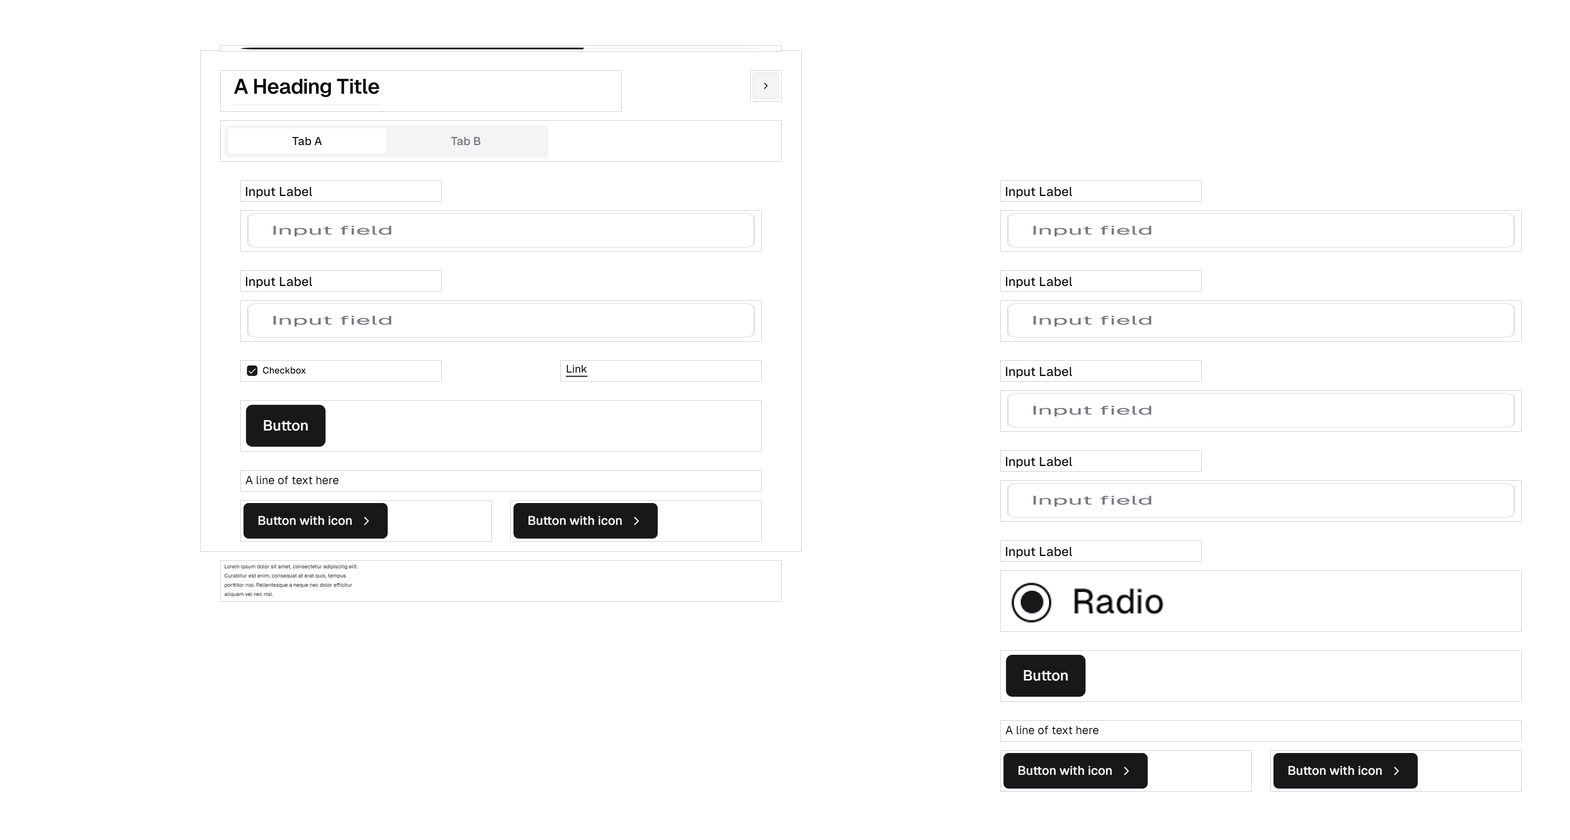 A Heading Title
Tab A
Tab B
Input Label
Input field
Input Label
Input field
Checkbox
Link
Button
A line of text here
Button with icon
Button with icon
Lorem ipsum dolor sit amet, consectetur adipiscing elit.
Curabitur est enim, consequat at erat quis, tempus
porttitor nisi. Pellentesque a neque nec dolor efficitur
aliquam vel nec nisi.
Input Label
Input field
Input Label
Input field
Input Label
Input field
Input Label
Input field
Input Label
Radio
Button
A line of text here
Button with icon
Button with icon